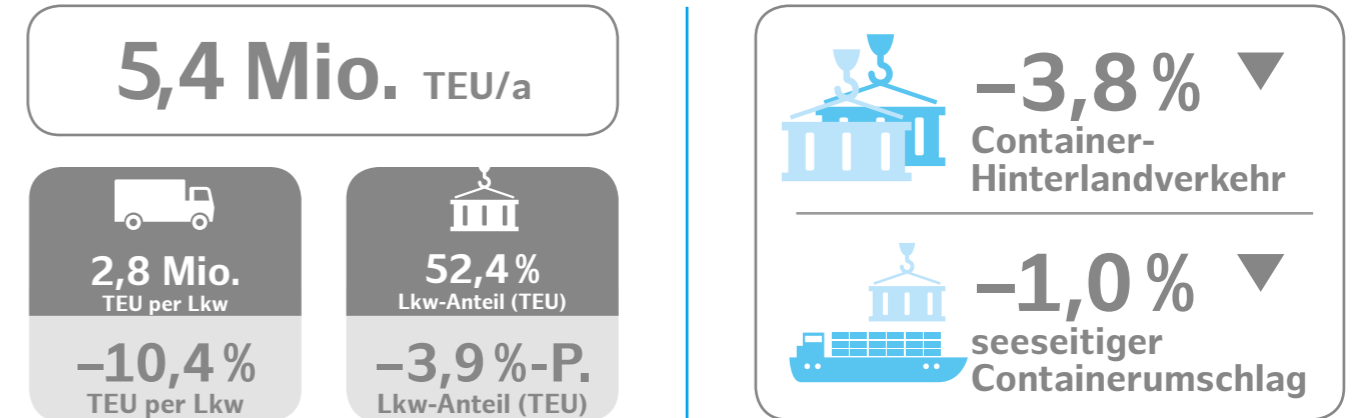 5,4 Mio. TEU/a
2,8 Mio.
TEU per Lkw
–10,4 %
TEU per Lkw
52,4 %
Lkw-Anteil (TEU)
–3,9 %-P.
Lkw-Anteil (TEU)
–3,8 %
Container-
Hinterlandverkehr
–1,0 %
seeseitiger
Containerumschlag